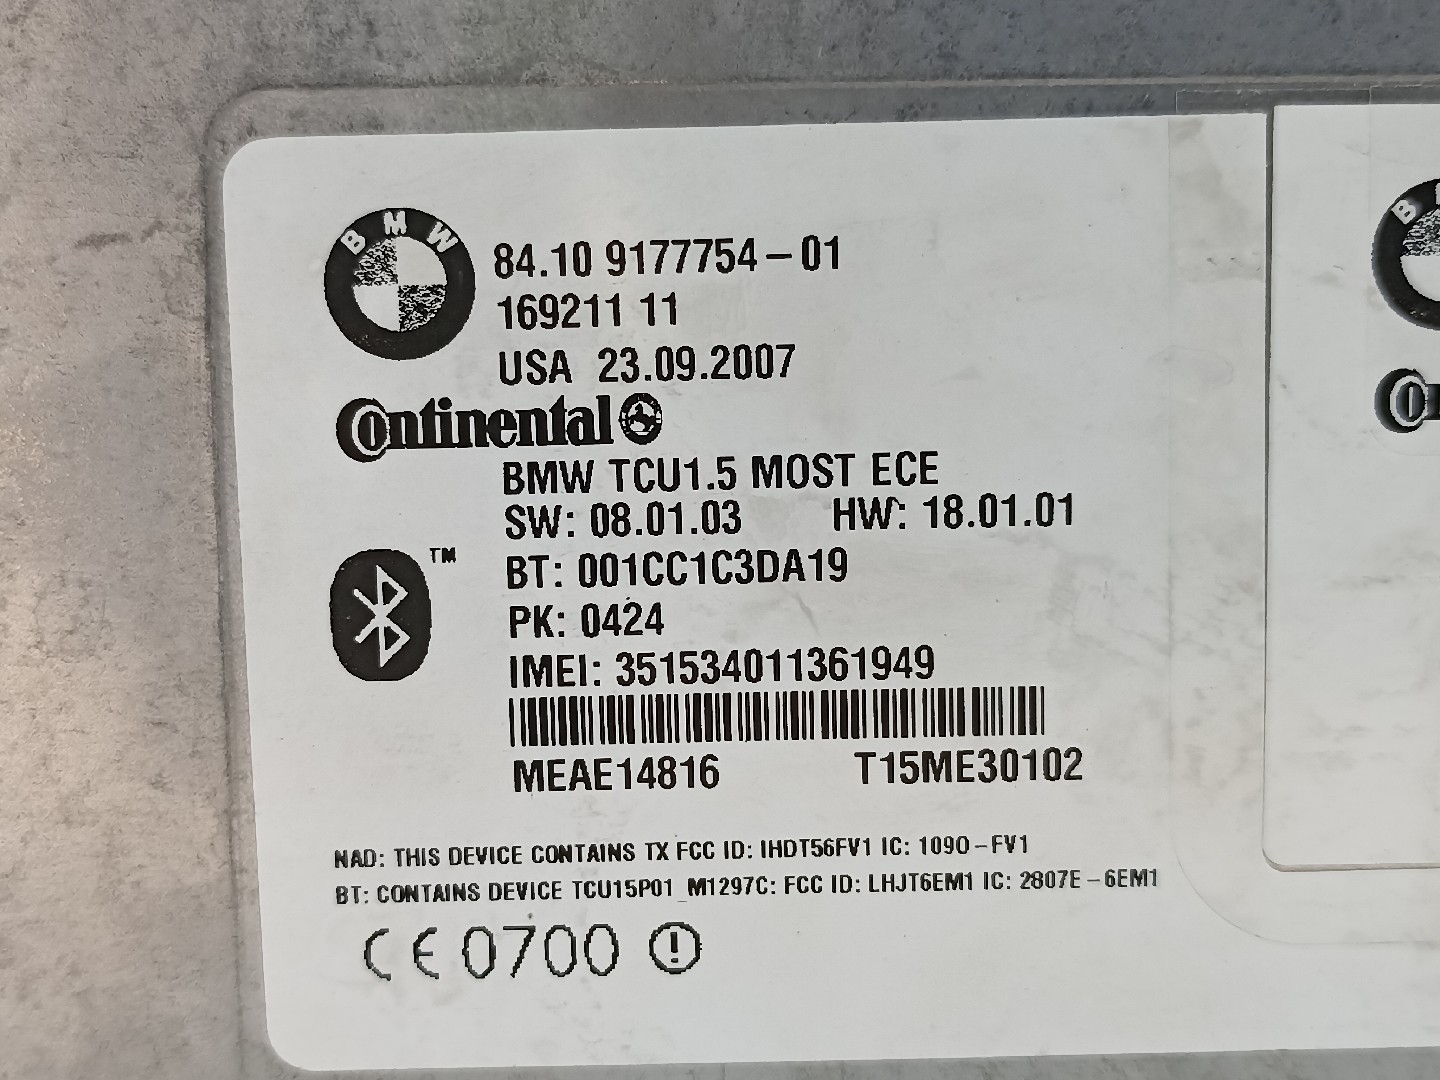 BMW
84.10 9177754-01
169211 11
USA 23.09.2007
Continental
BMW TCU1.5 MOST ECE
SW: 08.01.03 HW: 18.01.01
BT: 001CC1C3DA19
TM
PK: 0424
IMEI: 351534011361949
MEAE14816 T15ME30102
NAD: THIS DEVICE CONTAINS TX FCC ID: IHDT56FV1 IC: 1090-FV1
BT: CONTAINS DEVICE TCU15P01_M1297C: FCC ID: LHJT6EM1 IC: 2807E-6EM1
CE 0700 !
B